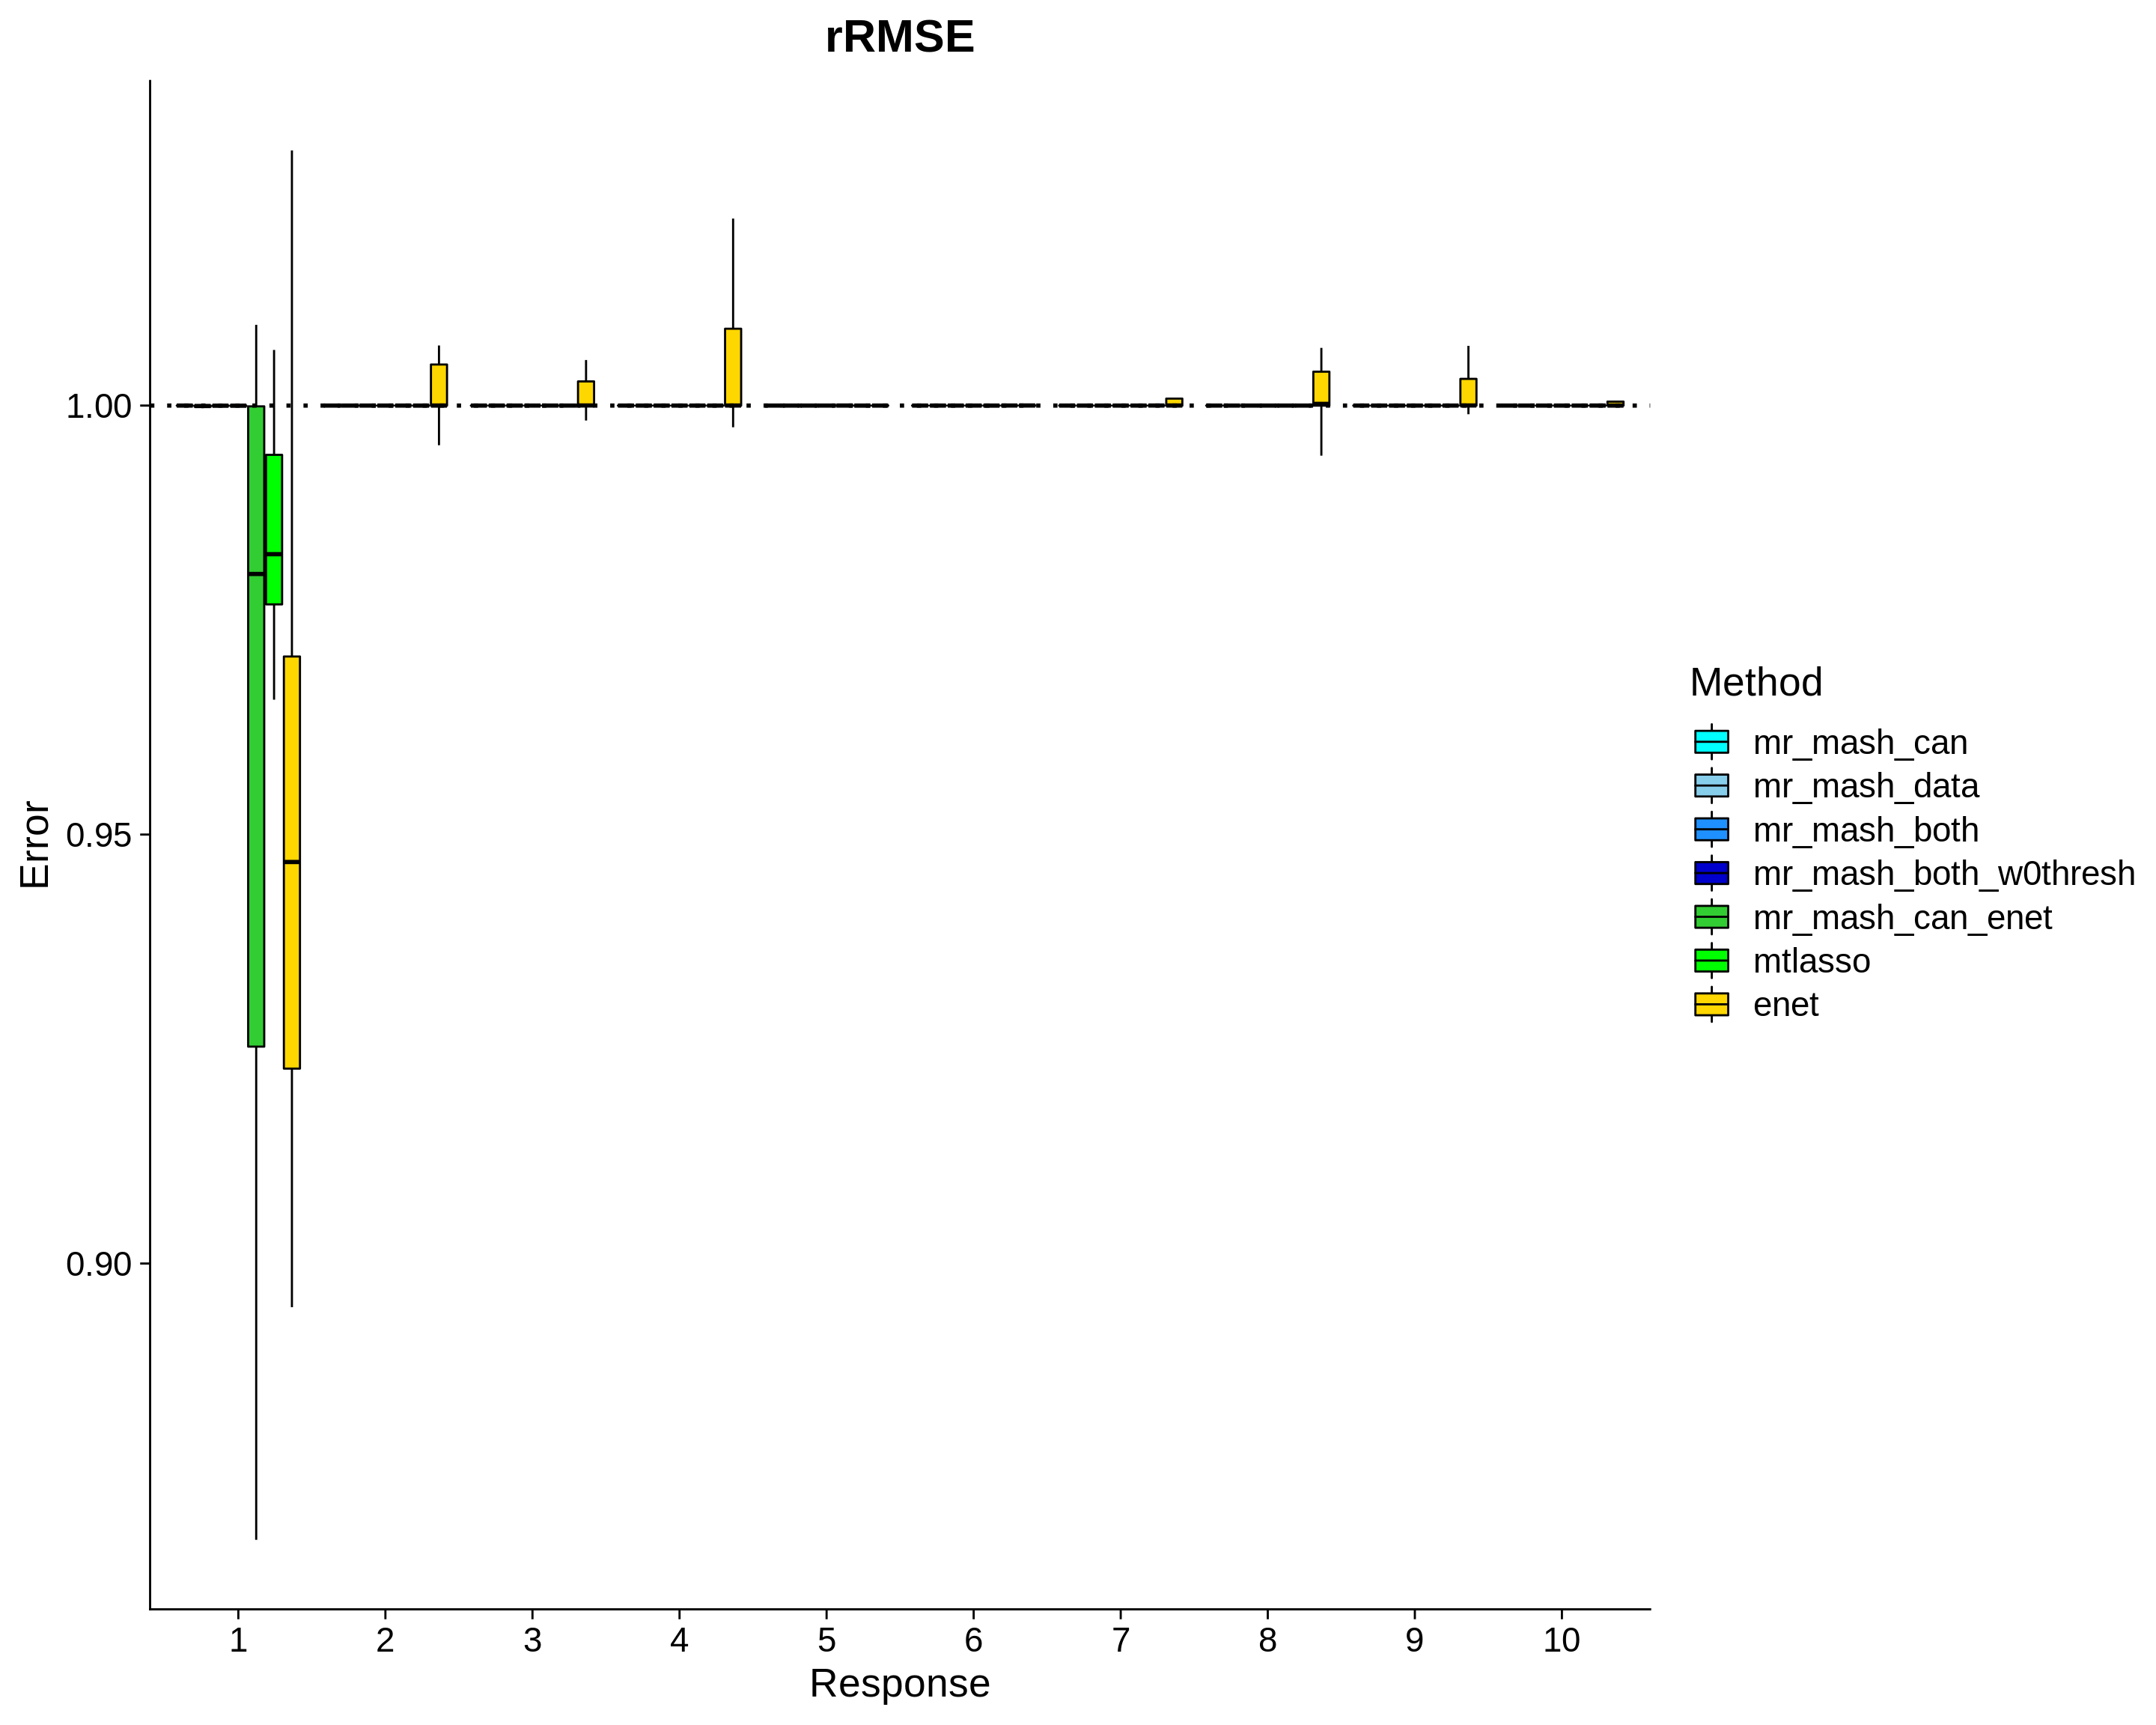 rRMSE
Error
1.00
0.95
0.90
1 2 3 4 5 6 7 8 9 10
Response
Method
mr_mash_can
mr_mash_data
mr_mash_both
mr_mash_both_w0thresh
mr_mash_can_enet
mtlasso
enet